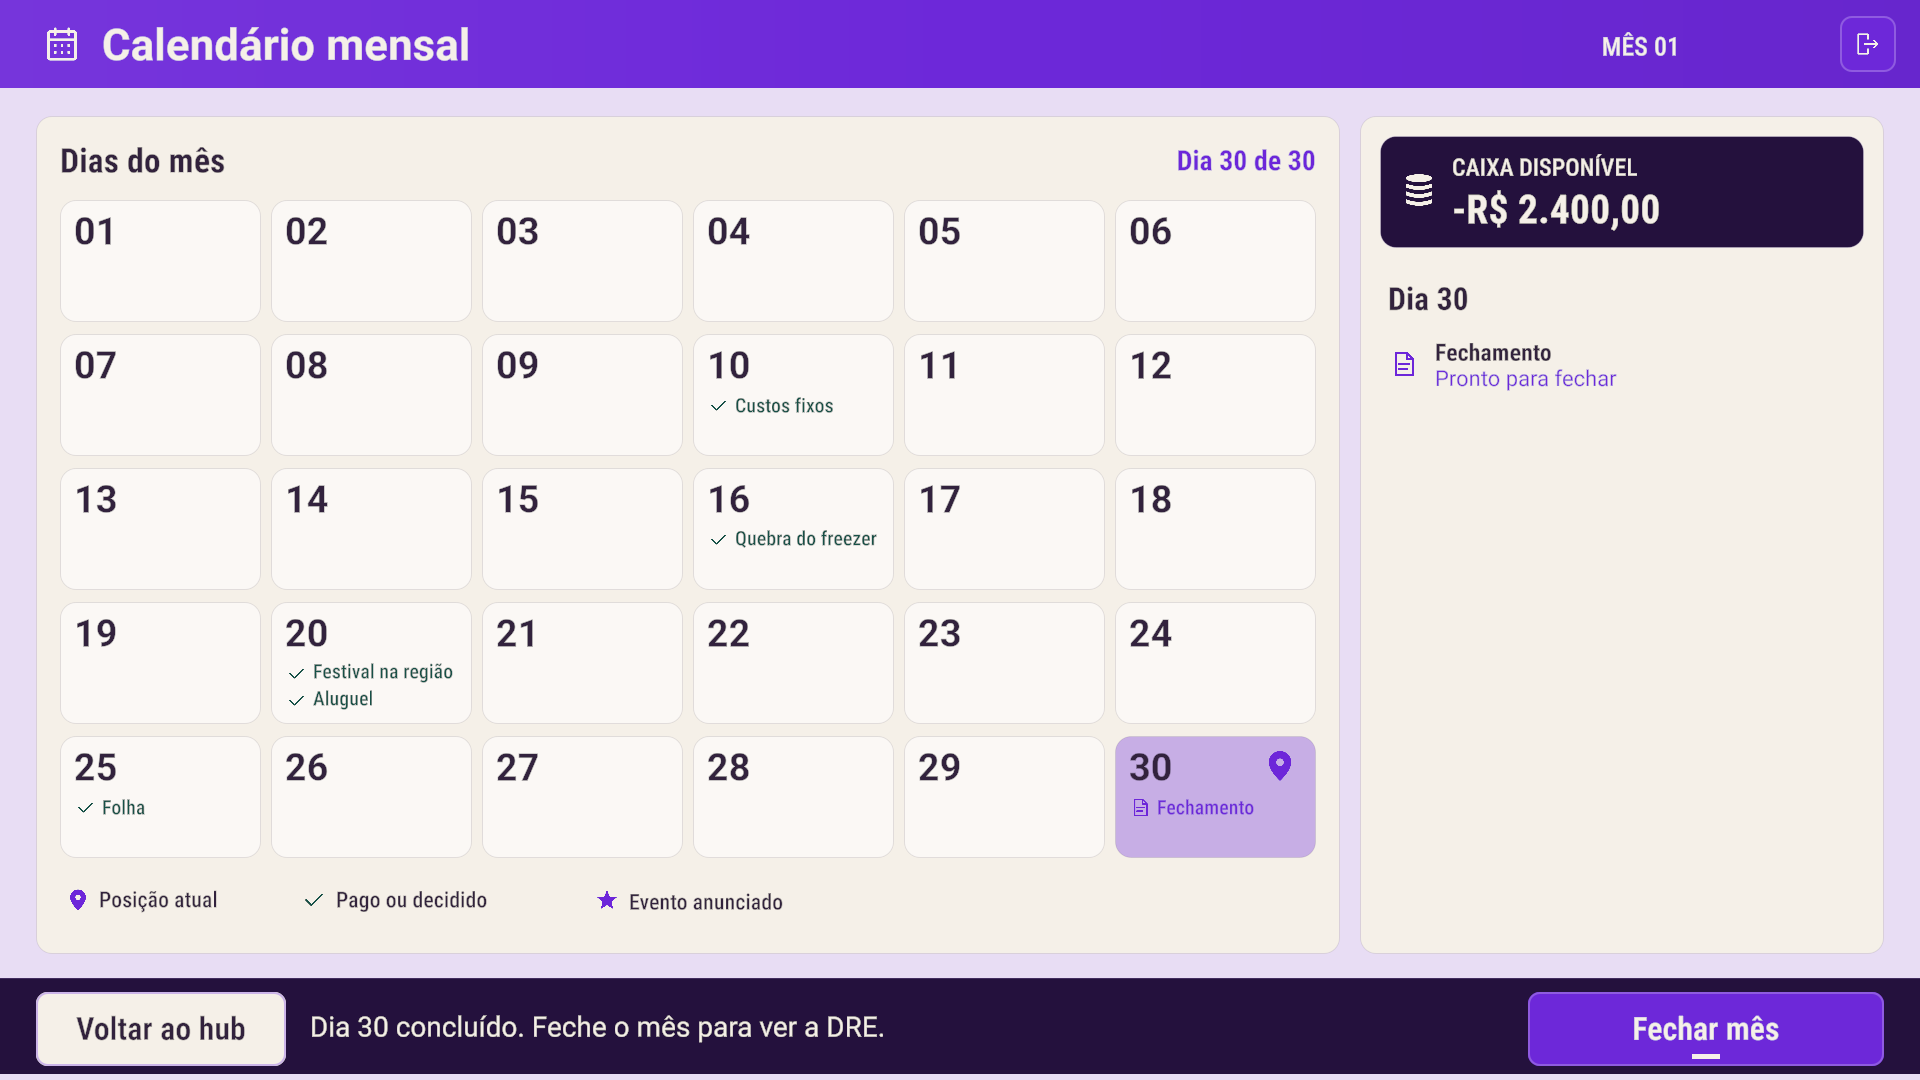 Calendário mensal
MÊS 01
Dias do mês
Dia 30 de 30
01
02
03
04
05
06
07
08
09
10
Custos fixos
11
12
13
14
15
16
Quebra do freezer
17
18
19
20
Festival na região
Aluguel
21
22
23
24
25
Folha
26
27
28
29
30
Fechamento
Posição atual
Pago ou decidido
Evento anunciado
CAIXA DISPONÍVEL
-R$ 2.400,00
Dia 30
Fechamento
Pronto para fechar
Voltar ao hub
Dia 30 concluído. Feche o mês para ver a DRE.
Fechar mês